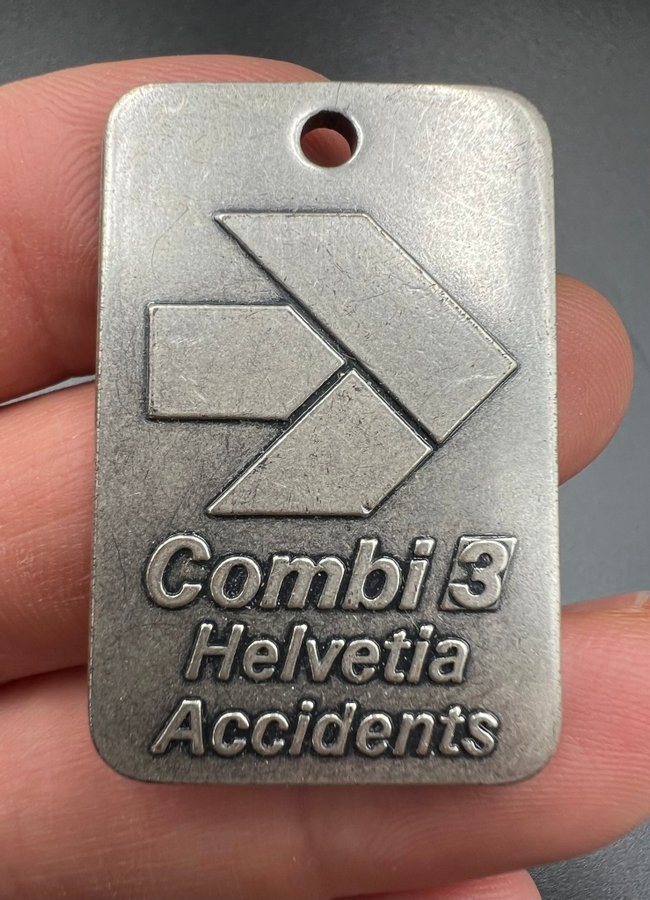 Combi 3
Helvetia
Accidents